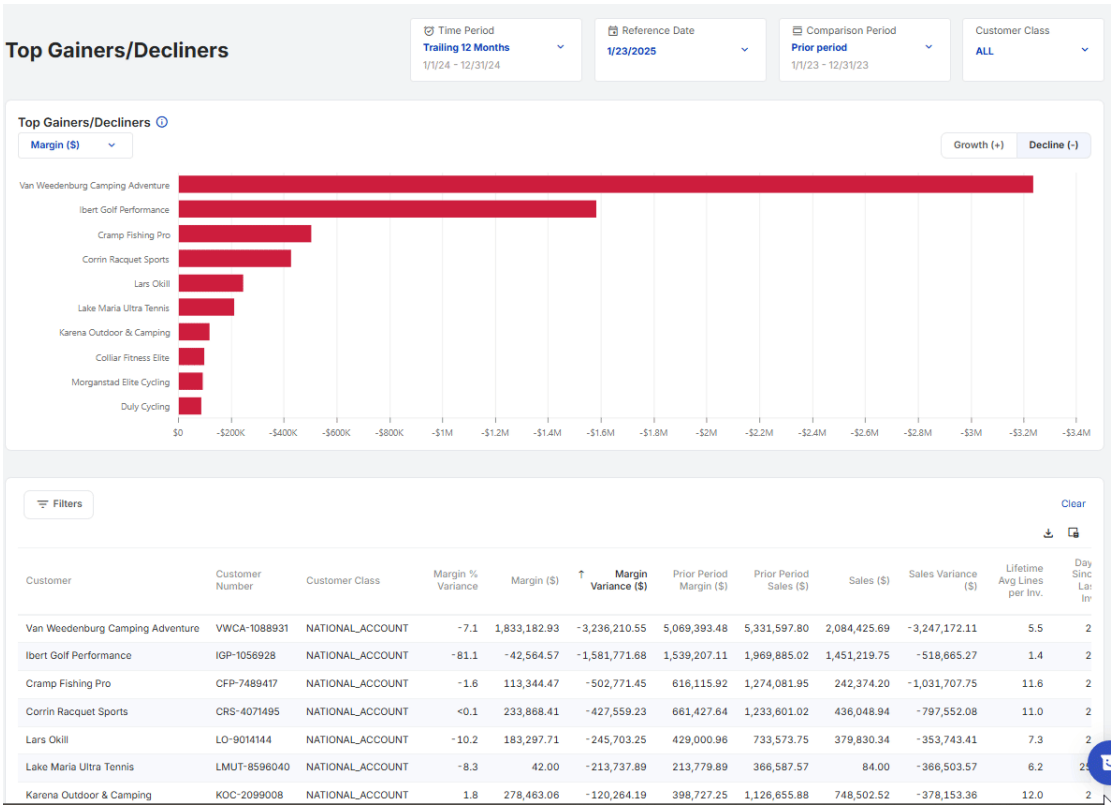 Top Gainers/Decliners
Time Period
Trailing 12 Months
1/1/24 - 12/31/24
Reference Date
1/23/2025
Comparison Period
Prior period
1/1/23 - 12/31/23
Customer Class
ALL
Top Gainers/Decliners
Margin ($)
Growth (+) Decline (-)
Van Weedenburg Camping Adventure
Ibert Golf Performance
Cramp Fishing Pro
Corrin Racquet Sports
Lars Okill
Lake Maria Ultra Tennis
Karena Outdoor & Camping
Colliar Fitness Elite
Morganstad Elite Cycling
Duly Cycling
$0 -$200K -$400K -$600K -$800K -$1M -$1.2M -$1.4M -$1.6M -$1.8M -$2M -$2.2M -$2.4M -$2.6M -$2.8M -$3M -$3.2M -$3.4M
Filters
Clear
Customer
Customer
Number
Customer Class
Margin %
Variance
Margin ($)
↑ Margin
Variance ($)
Prior Period
Margin ($)
Prior Period
Sales ($)
Sales ($)
Sales Variance
($)
Lifetime
Avg Lines
per Inv.
Day
Sinc
Las
Inv
Van Weedenburg Camping Adventure VWCA-1088931 NATIONAL_ACCOUNT -7.1 1,833,182.93 -3,236,210.55 5,069,393.48 5,331,597.80 2,084,425.69 -3,247,172.11 5.5 2
Ibert Golf Performance IGP-1056928 NATIONAL_ACCOUNT -81.1 -42,564.57 -1,581,771.68 1,539,207.11 1,969,885.02 1,451,219.75 -518,665.27 1.4 2
Cramp Fishing Pro CFP-7489417 NATIONAL_ACCOUNT -1.6 113,344.47 -502,771.45 616,115.92 1,274,081.95 242,374.20 -1,031,707.75 11.6 2
Corrin Racquet Sports CRS-4071495 NATIONAL_ACCOUNT <0.1 233,868.41 -427,559.23 661,427.64 1,233,601.02 436,048.94 -797,552.08 11.0 2
Lars Okill LO-9014144 NATIONAL_ACCOUNT -10.2 183,297.71 -245,703.25 429,000.96 733,573.75 379,830.34 -353,743.41 7.3 2
Lake Maria Ultra Tennis LMUT-8596040 NATIONAL_ACCOUNT -8.3 42.00 -213,737.89 213,779.89 366,587.57 84.00 -366,503.57 6.2 25
Karena Outdoor & Camping KOC-2099008 NATIONAL_ACCOUNT 1.8 278,463.06 -120,264.19 398,727.25 1,126,655.88 748,502.52 -378,153.36 12.0 2